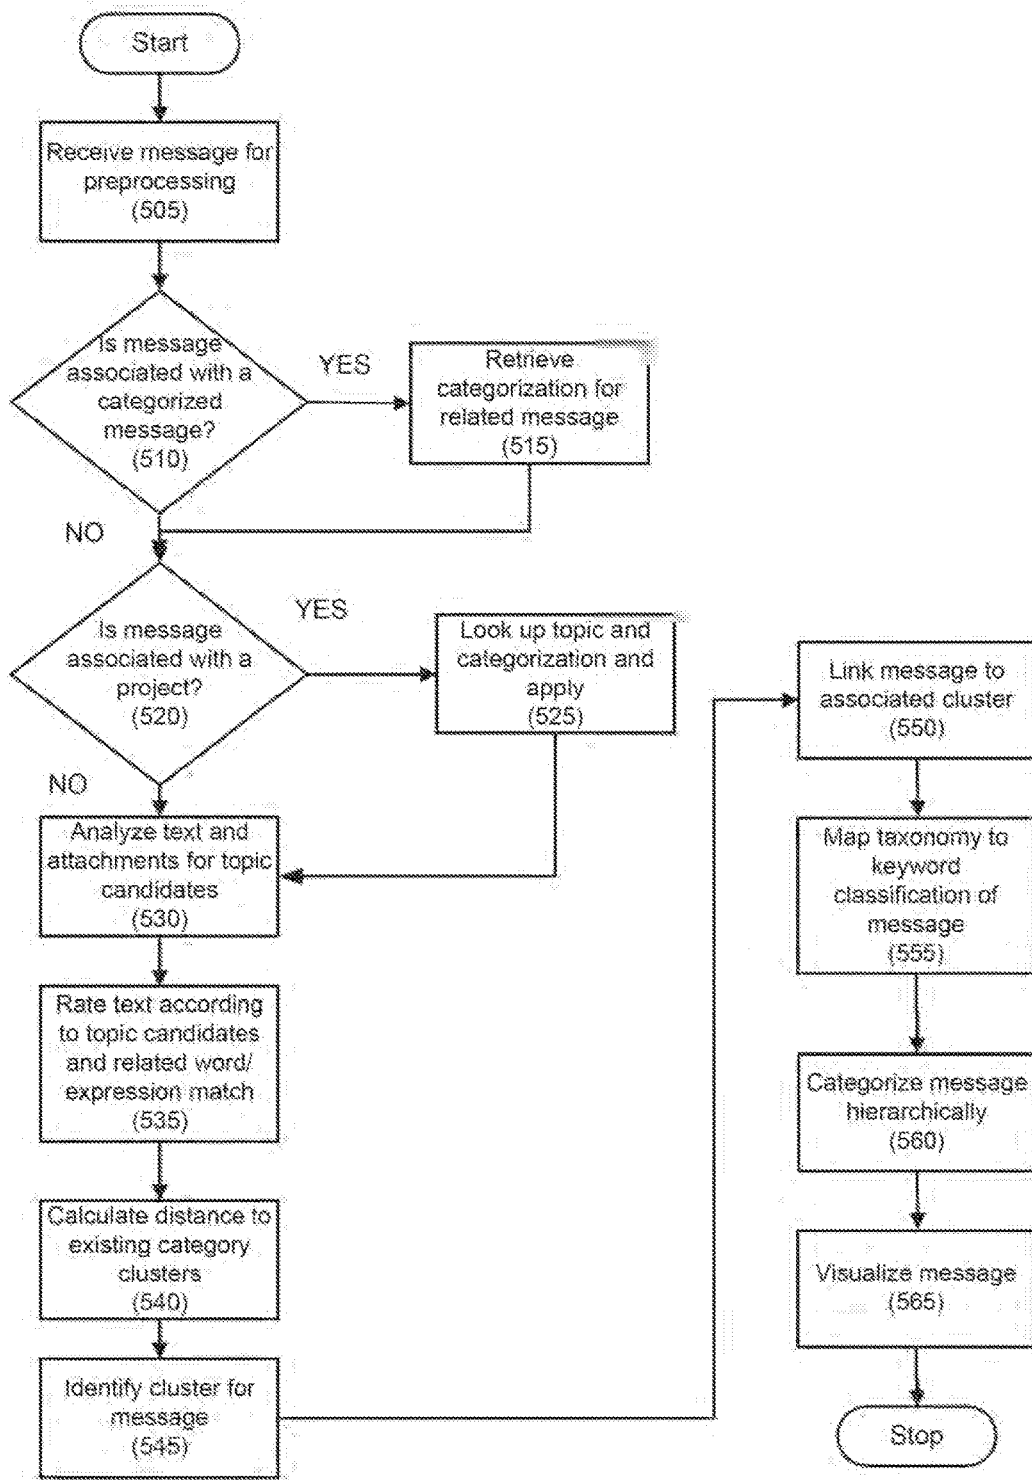 Start
Receive message for
preprocessing
(505)
Is message
associated with a
categorized
message?
(510)
YES
Retrieve
categorization for
related message
(515)
NO
Is message
associated with a
project?
(520)
YES
Look up topic and
categorization and
apply
(525)
NO
Analyze text and
attachments for topic
candidates
(530)
Rate text according
to topic candidates
and related word/
expression match
(535)
Calculate distance to
existing category
clusters
(540)
Identify cluster for
message
(545)
Link message to
associated cluster
(550)
Map taxonomy to
keyword
classification of
message
(555)
Categorize message
hierarchically
(560)
Visualize message
(565)
Stop